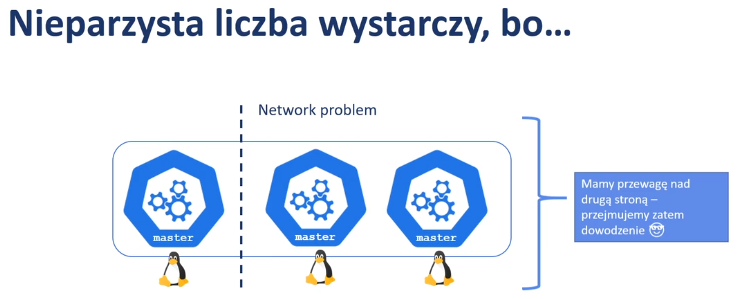 Nieparzysta liczba wystarczy, bo…
Network problem
master
master
master
Mamy przewagę nad
drugą stroną –
przejmujemy zatem
dowodzenie 🤓